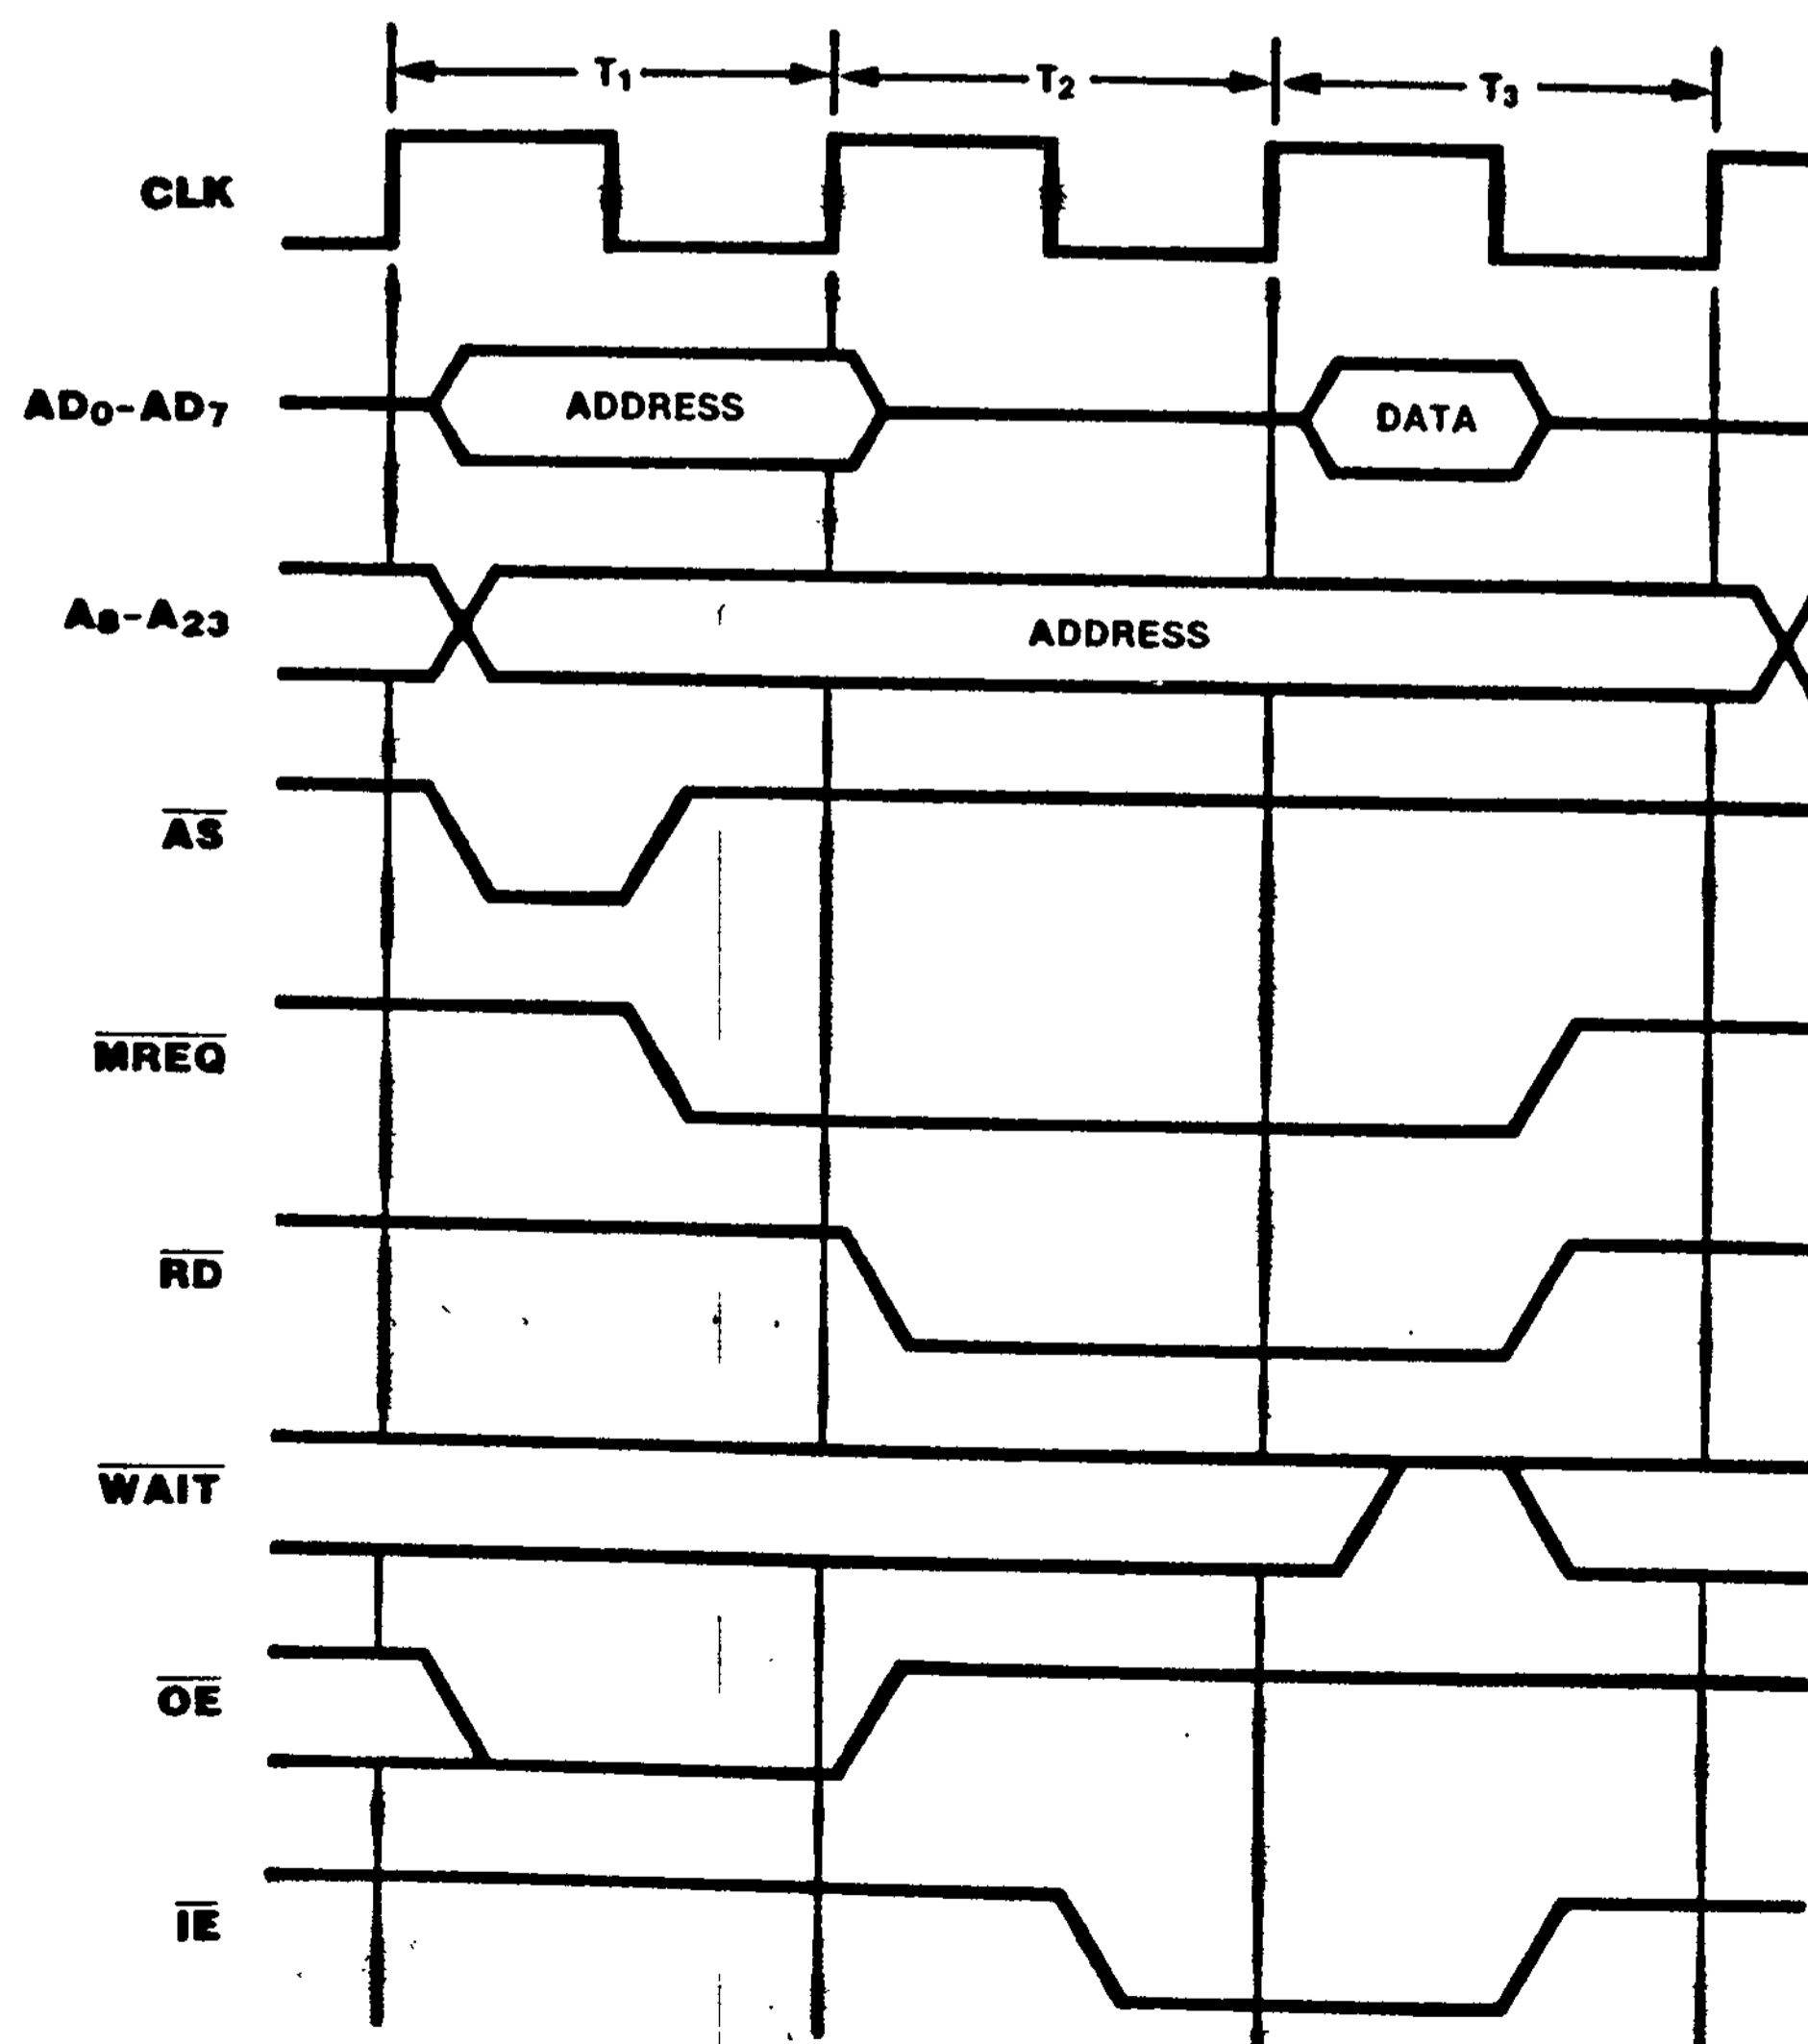 T1 T2 T3
CLK
AD0-AD7 ADDRESS DATA
A8-A23 ADDRESS
AS
MREQ
RD
WAIT
OE
IE